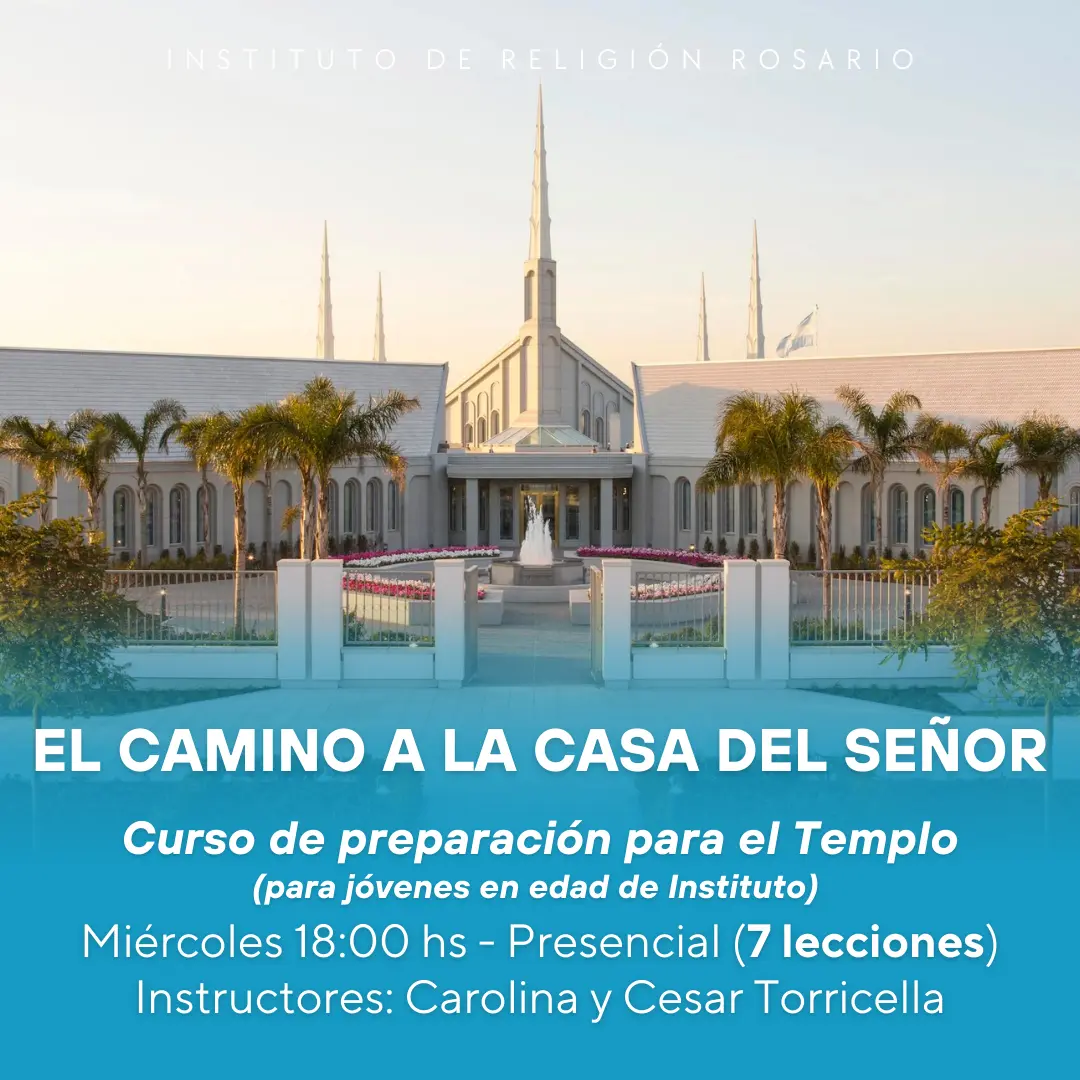 INSTITUTO DE RELIGIÓN ROSARIO
EL CAMINO A LA CASA DEL SEÑOR
Curso de preparación para el Templo
(para jóvenes en edad de Instituto)
Miércoles 18:00 hs - Presencial (7 lecciones)
Instructores: Carolina y Cesar Torricella